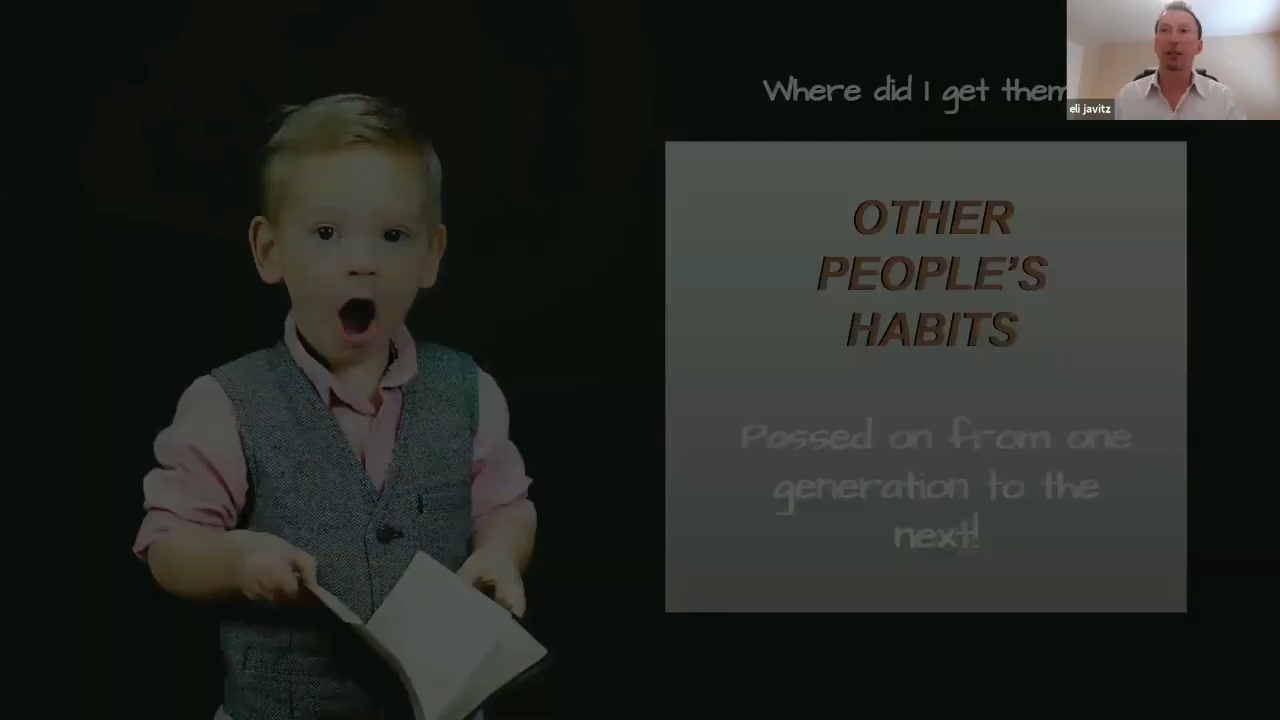 Where did I get them
eli javitz
OTHER
PEOPLE'S
HABITS
Passed on from one
generation to the
next!